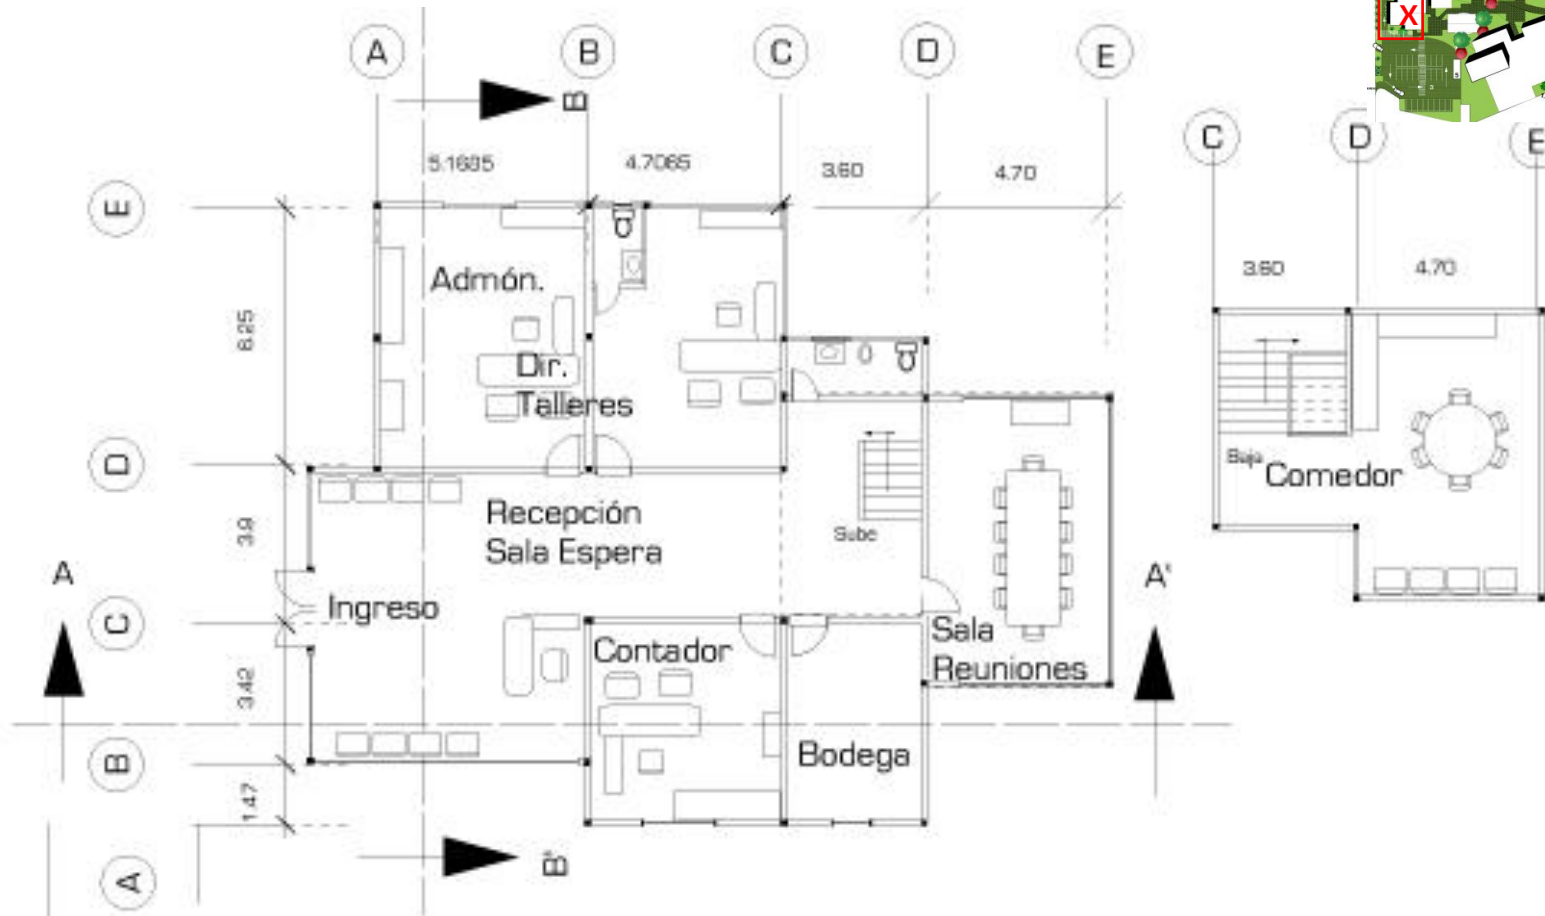 X
A
B
C
D
E
B
5.1685
4.7065
3.60
4.70
E
6.25
D
3.9
C
3.42
B
1.47
A
Admón.
Dir.
Talleres
Recepción
Sala Espera
Sube
Ingreso
Contador
Sala
Reuniones
Bodega
A
A'
B'
C
D
E
3.60
4.70
Baja
Comedor